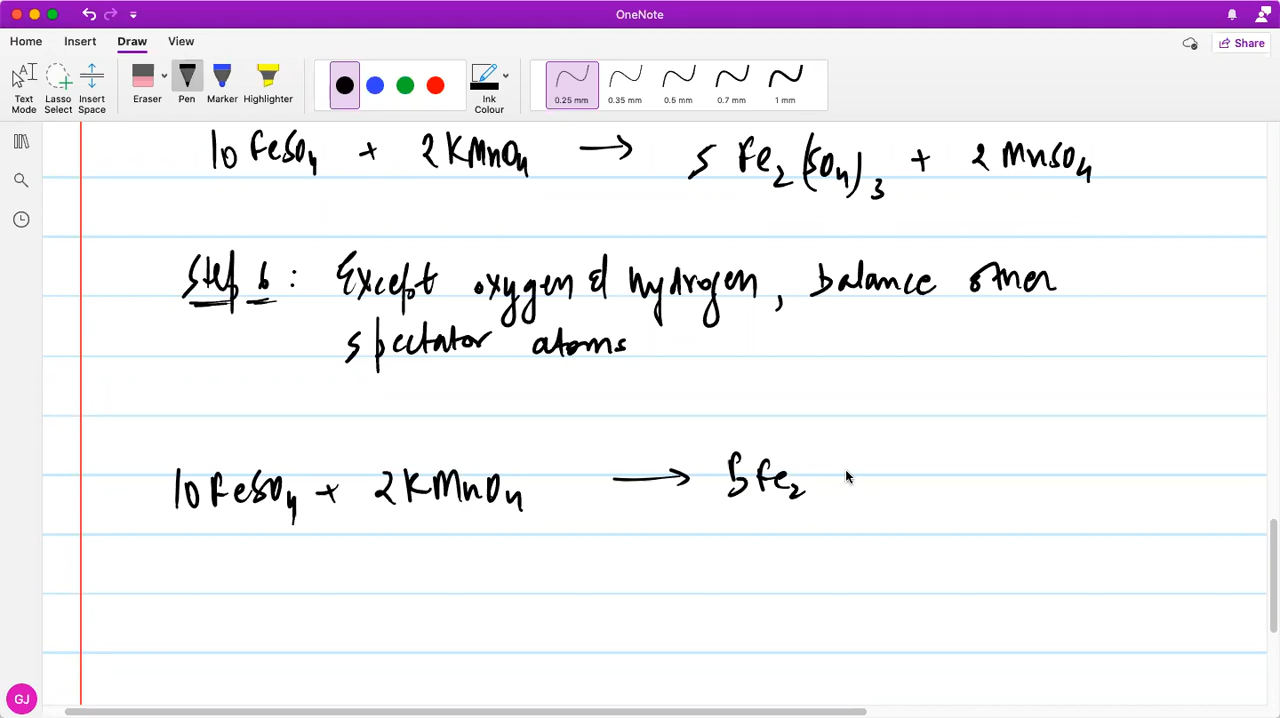 OneNote
Home Insert Draw View
Share
Text Mode Lasso Select Insert Space Eraser Pen Marker Highlighter Ink Colour 0.25 mm 0.35 mm 0.5 mm 0.7 mm 1 mm
10 FeSO4 + 2 KMnO4 → 5 Fe2(SO4)3 + 2 MnSO4
Step 6 : Except oxygen & hydrogen, balance other
spectator atoms
10 FeSO4 + 2 KMnO4 → 5 Fe2
GJ